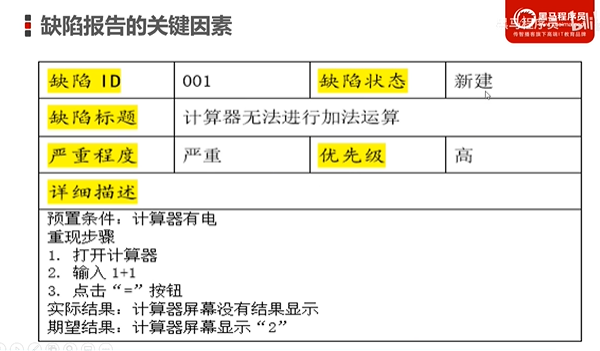 缺陷报告的关键因素
黑马程序员
传智播客旗下高端IT教育品牌
缺陷 ID 001 缺陷状态 新建
缺陷标题 计算器无法进行加法运算
严重程度 严重 优先级 高
详细描述
预置条件：计算器有电
重现步骤
1. 打开计算器
2. 输入 1+1
3. 点击“=”按钮
实际结果：计算器屏幕没有结果显示
期望结果：计算器屏幕显示“2”